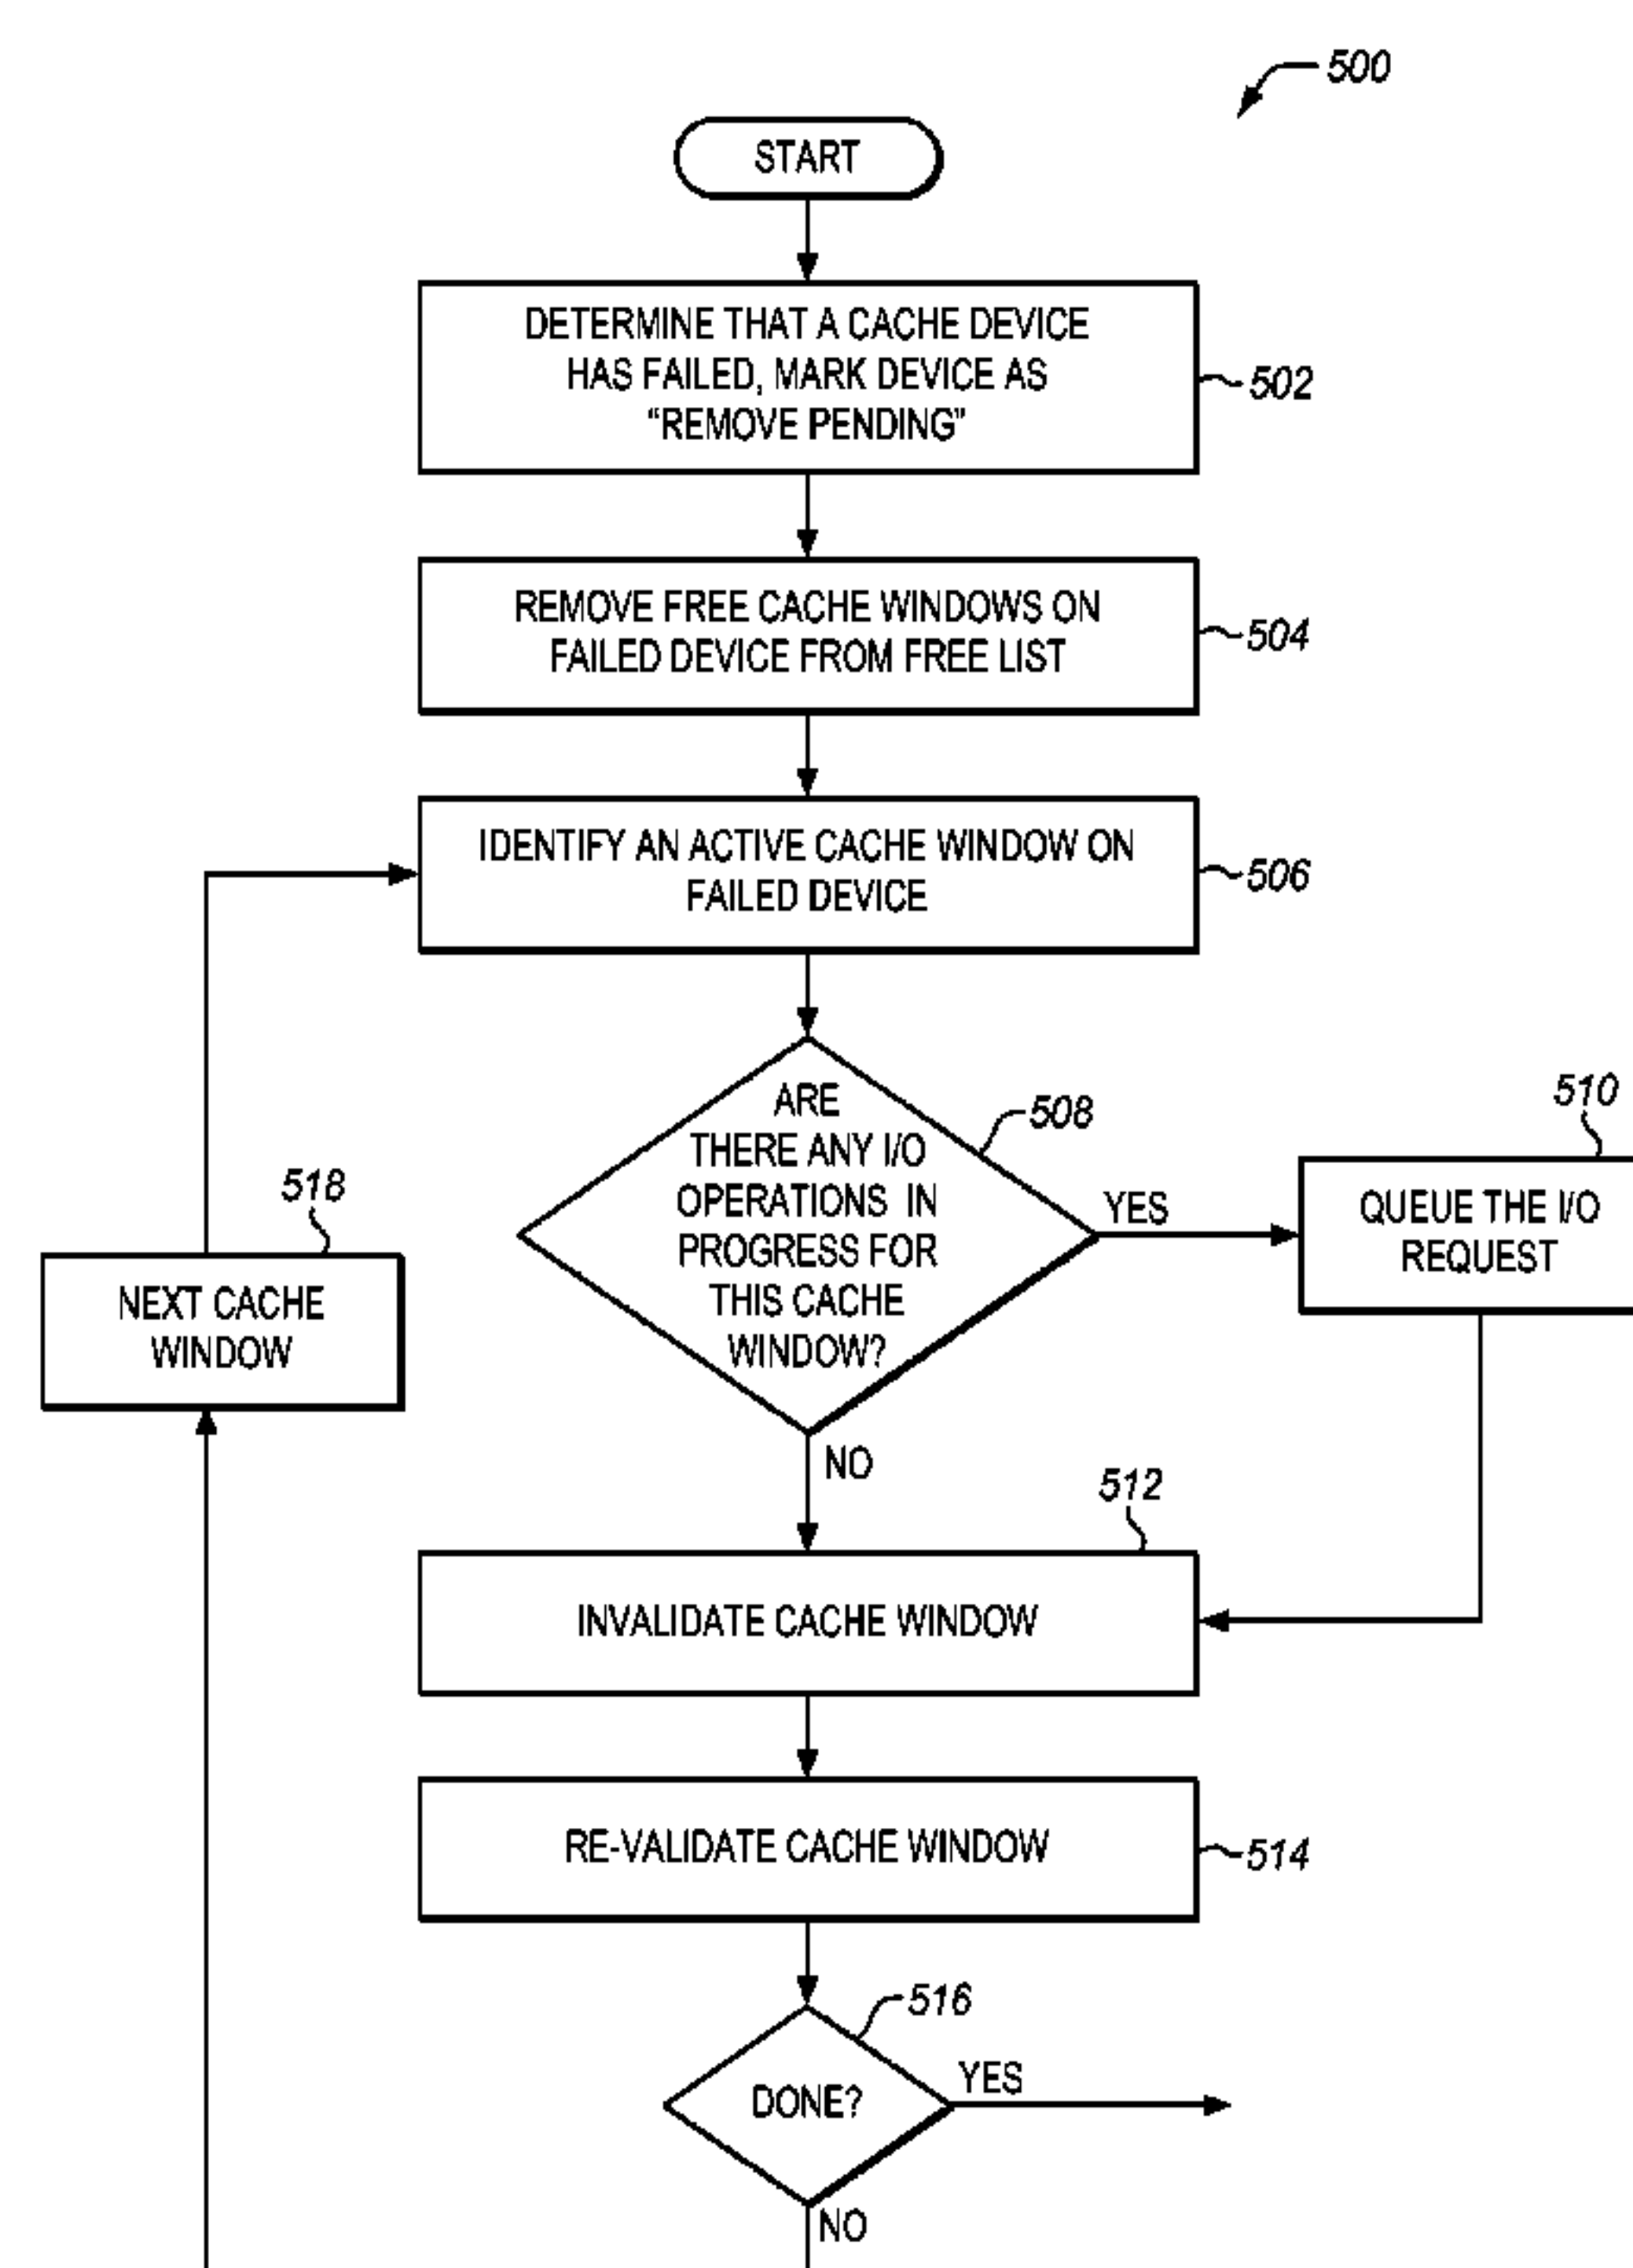 500
START
DETERMINE THAT A CACHE DEVICE
HAS FAILED, MARK DEVICE AS
“REMOVE PENDING”
502
REMOVE FREE CACHE WINDOWS ON
FAILED DEVICE FROM FREE LIST
504
IDENTIFY AN ACTIVE CACHE WINDOW ON
FAILED DEVICE
506
ARE
THERE ANY I/O
OPERATIONS IN
PROGRESS FOR
THIS CACHE
WINDOW?
508
YES
510
QUEUE THE I/O
REQUEST
518
NEXT CACHE
WINDOW
NO
512
INVALIDATE CACHE WINDOW
RE-VALIDATE CACHE WINDOW
514
516
DONE?
YES
NO